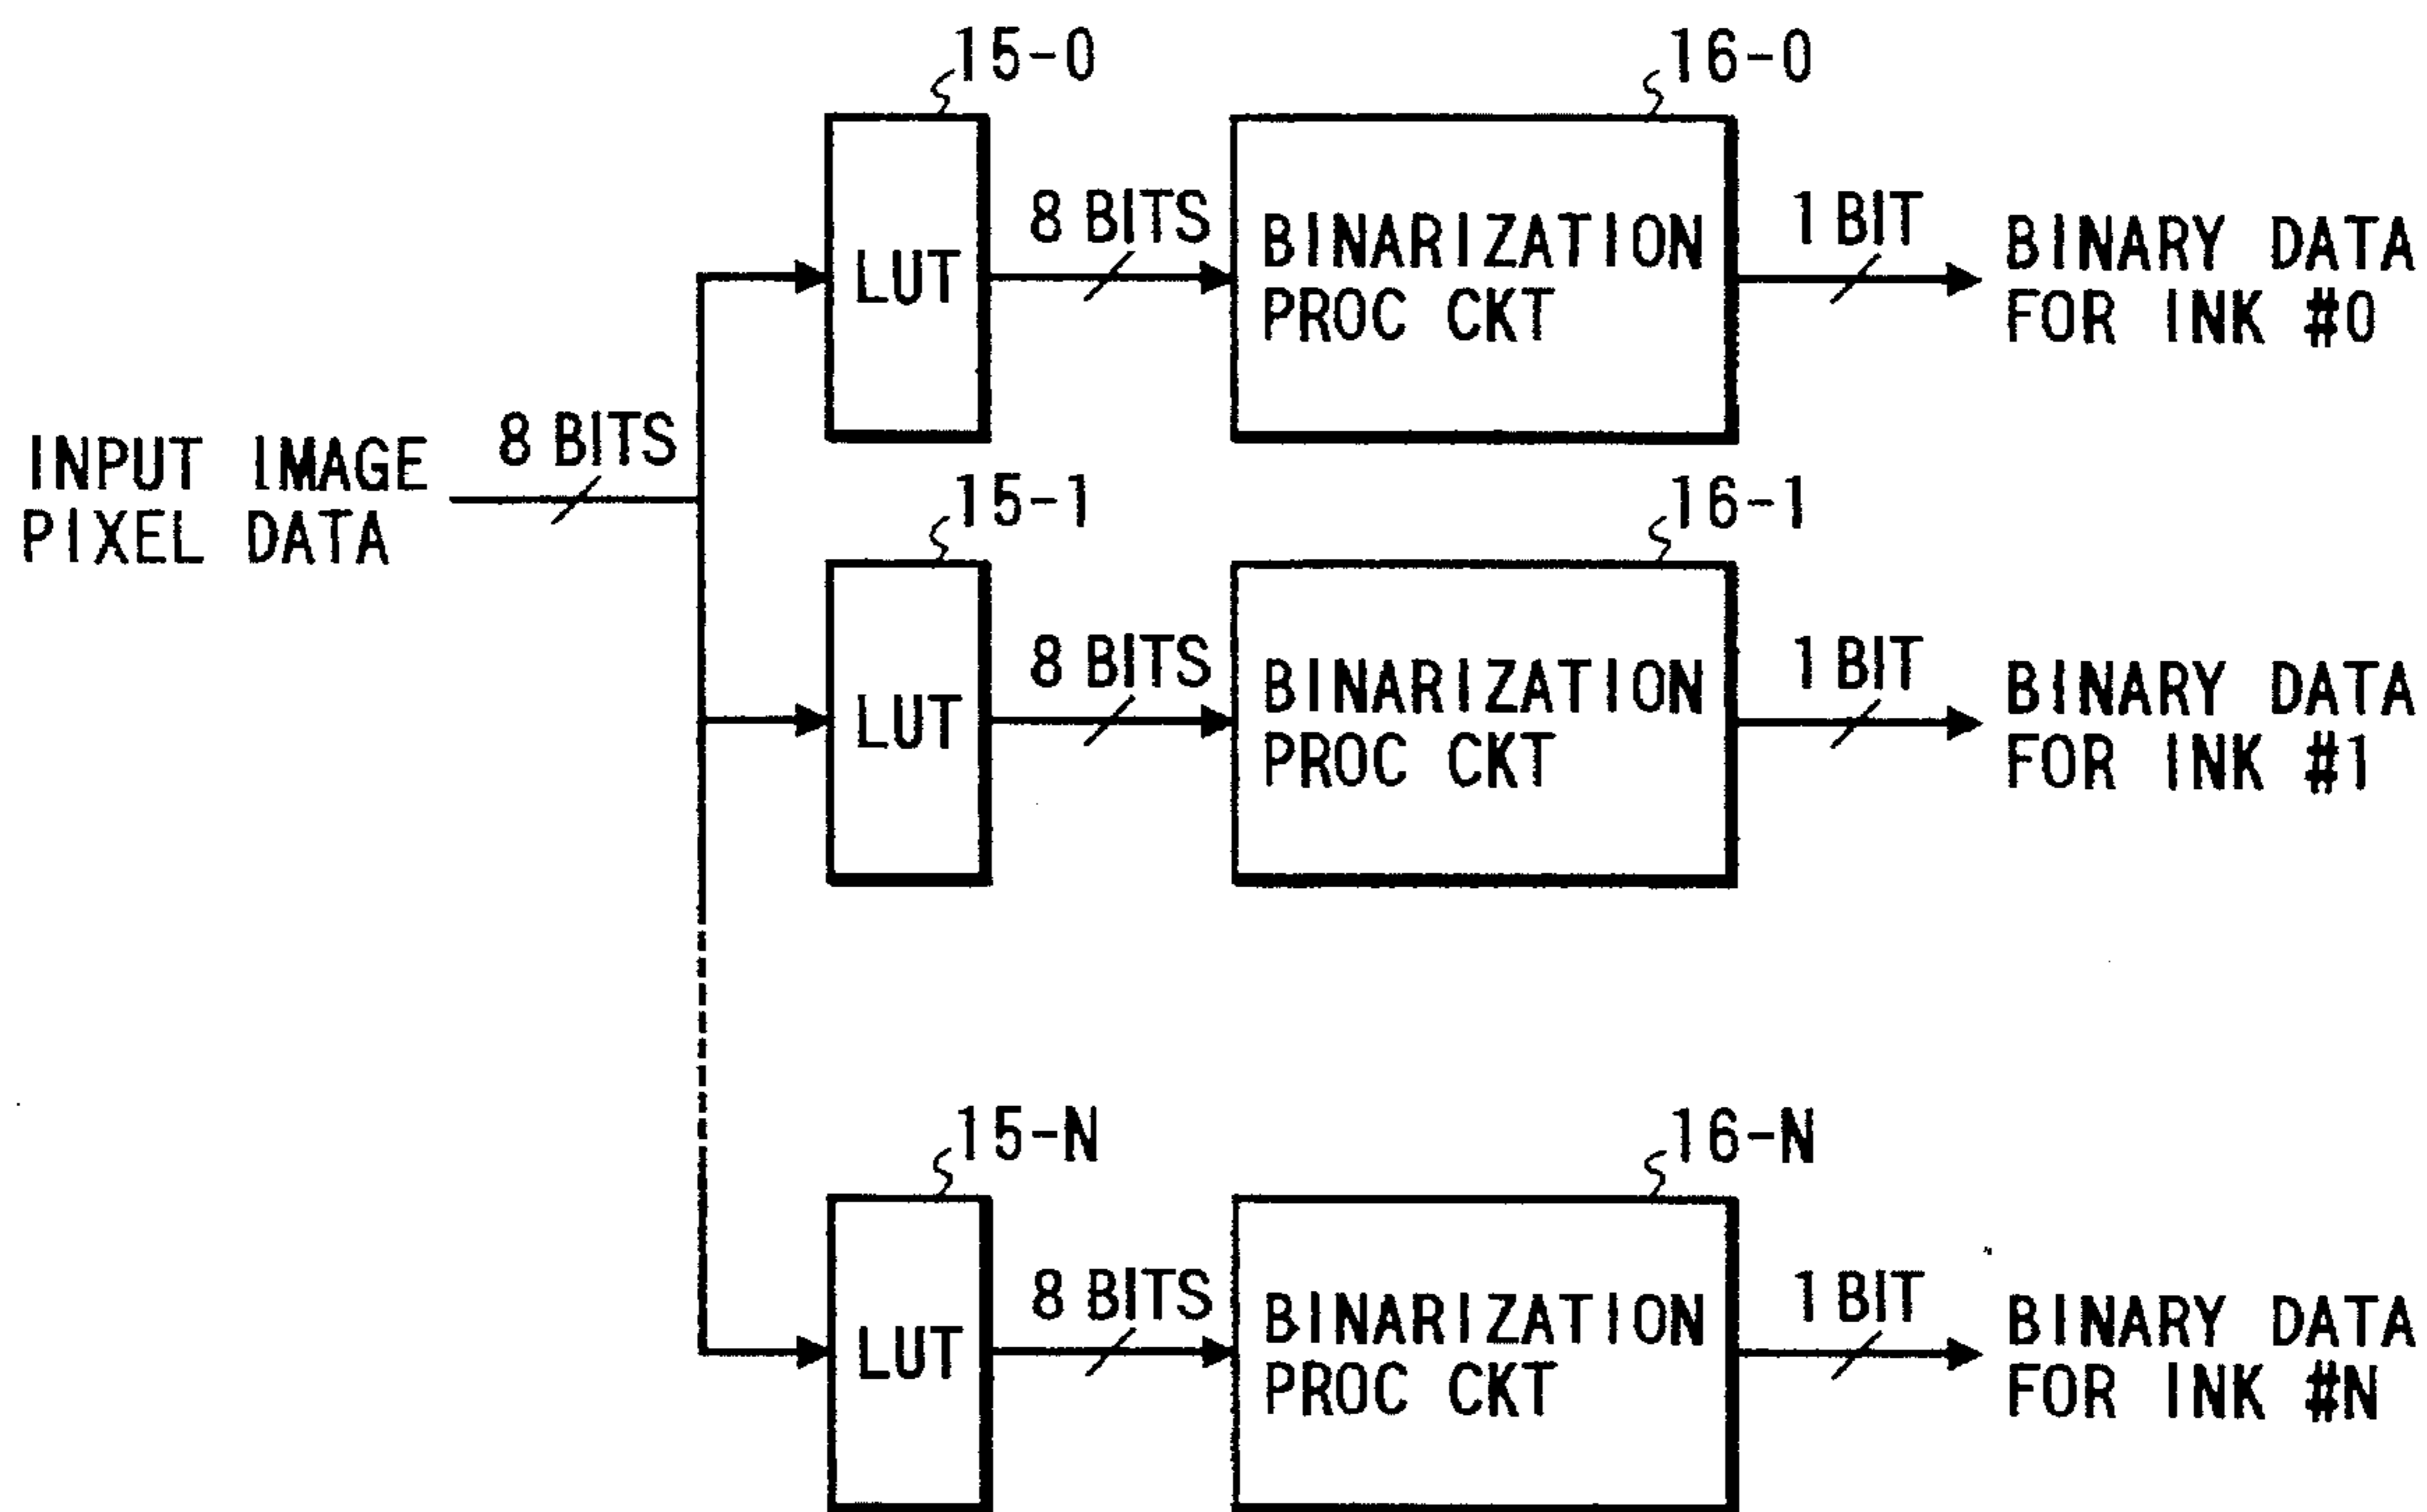 15-0
16-0
8 BITS
1 BIT
LUT
BINARIZATION
PROC CKT
BINARY DATA
FOR INK #0
INPUT IMAGE
PIXEL DATA
8 BITS
15-1
16-1
8 BITS
1 BIT
LUT
BINARIZATION
PROC CKT
BINARY DATA
FOR INK #1
15-N
16-N
8 BITS
1 BIT
LUT
BINARIZATION
PROC CKT
BINARY DATA
FOR INK #N